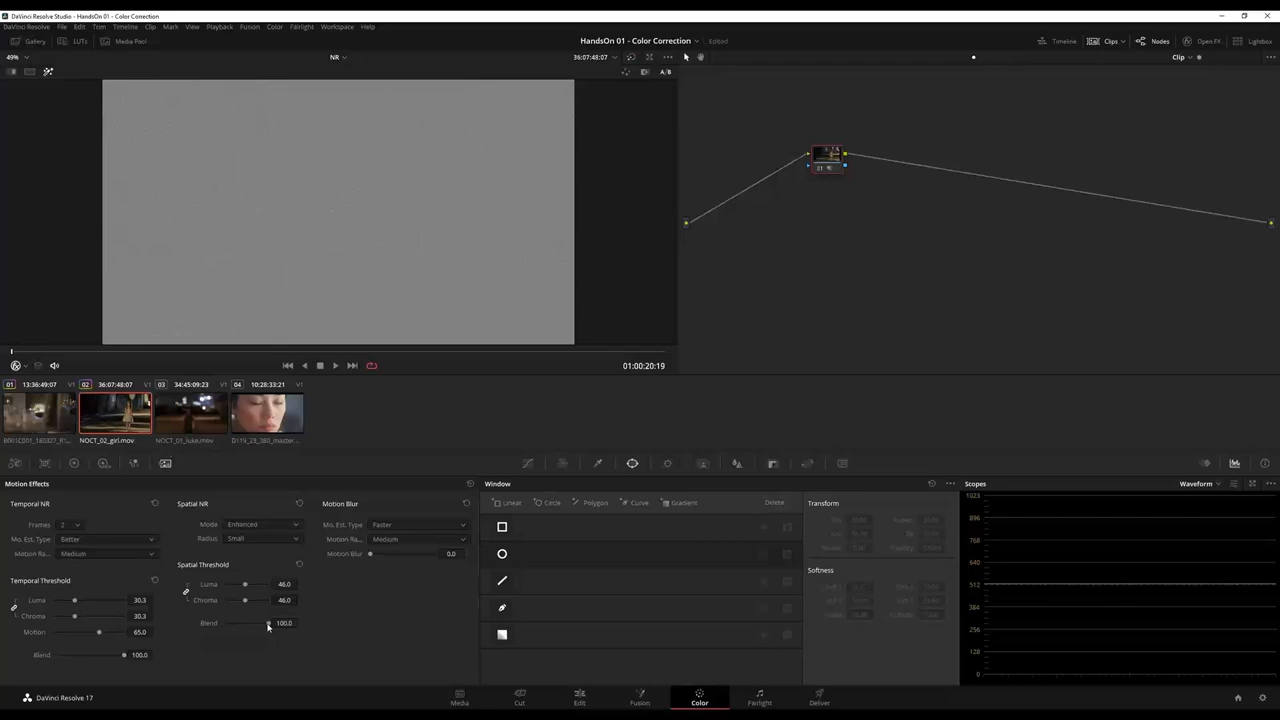 DaVinci Resolve Studio - HandsOn 01 - Color Correction
DaVinci Resolve File Edit Trim Timeline Clip Mark View Playback Fusion Color Fairlight Workspace Help
Gallery LUTs Media Pool HandsOn 01 - Color Correction Edited Timeline Clips Nodes Open FX Lightbox
49% NR 36:07:48:07 Clip
A/B
01
01:00:20:19
01 13:36:49:07 V1 02 36:07:48:07 V1 03 34:45:09:23 V1 04 10:28:33:21 V1
NOCT_02_girl.mov NOCT_01_luke.mov D119_23_380_master...
Motion Effects Window Scopes
Waveform
Temporal NR Spatial NR Motion Blur
Linear Circle Polygon Curve Gradient Delete
Transform
Frames 2 Mode Enhanced Mo. Est. Type Faster
Mo. Est. Type Better Radius Small Motion Ra... Medium
Motion Ra... Medium Motion Blur 0.0
Spatial Threshold
Softness
Temporal Threshold Luma 46.0
Luma 30.3 Chroma 46.0
Chroma 30.3
Blend 100.0
Motion 65.0
Blend 100.0
1023
896
768
640
512
384
256
128
0
DaVinci Resolve 17
Media Cut Edit Fusion Color Fairlight Deliver